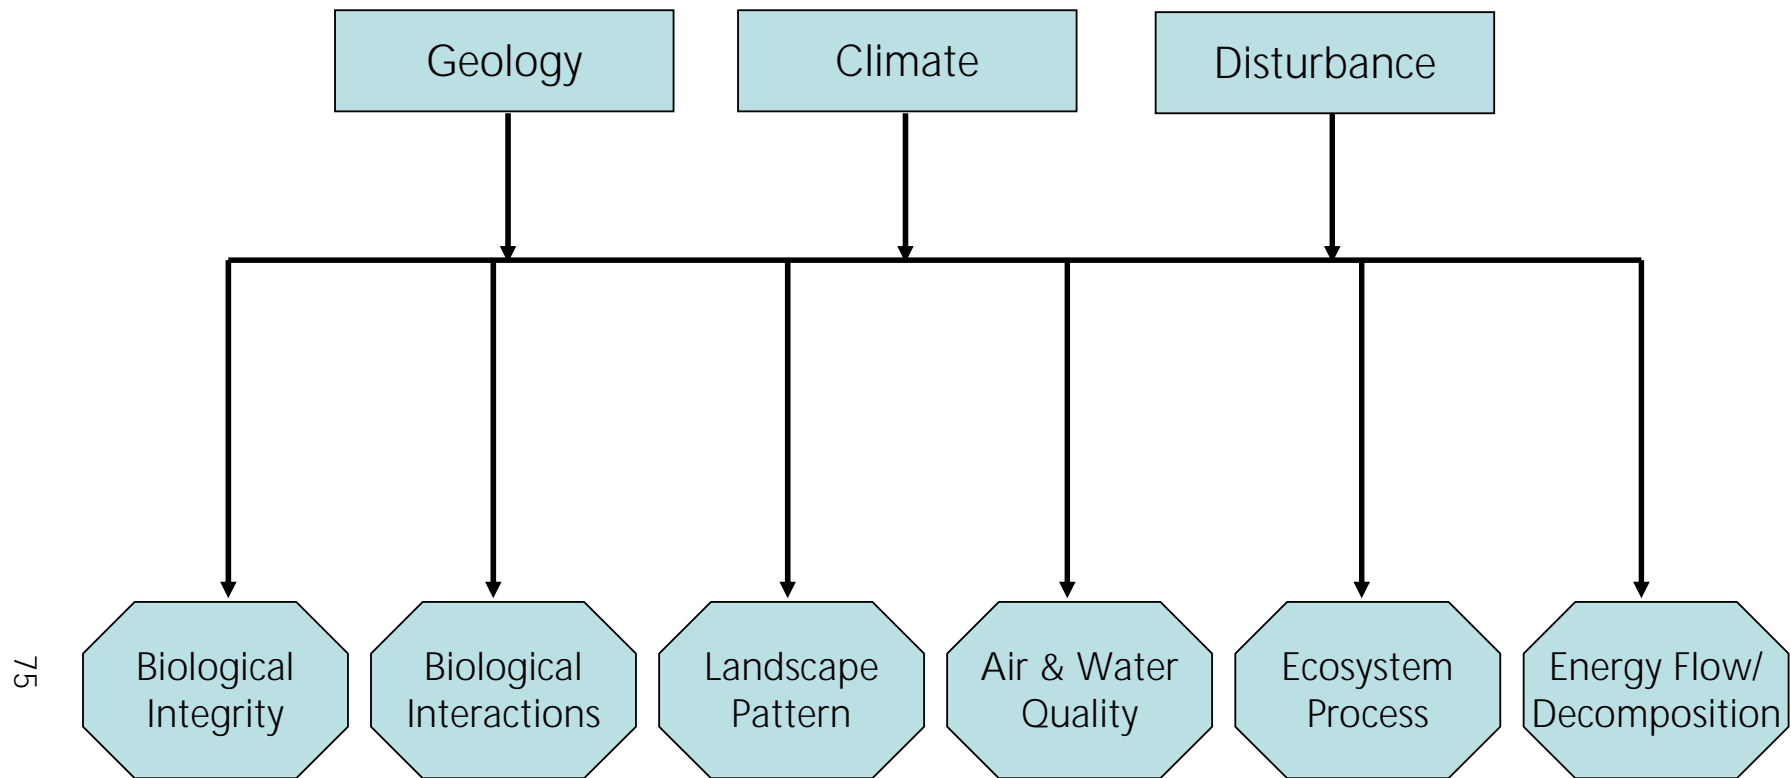 Geology
Climate
Disturbance
Biological
Integrity
Biological
Interactions
Landscape
Pattern
Air & Water
Quality
Ecosystem
Process
Energy Flow/
Decomposition
75